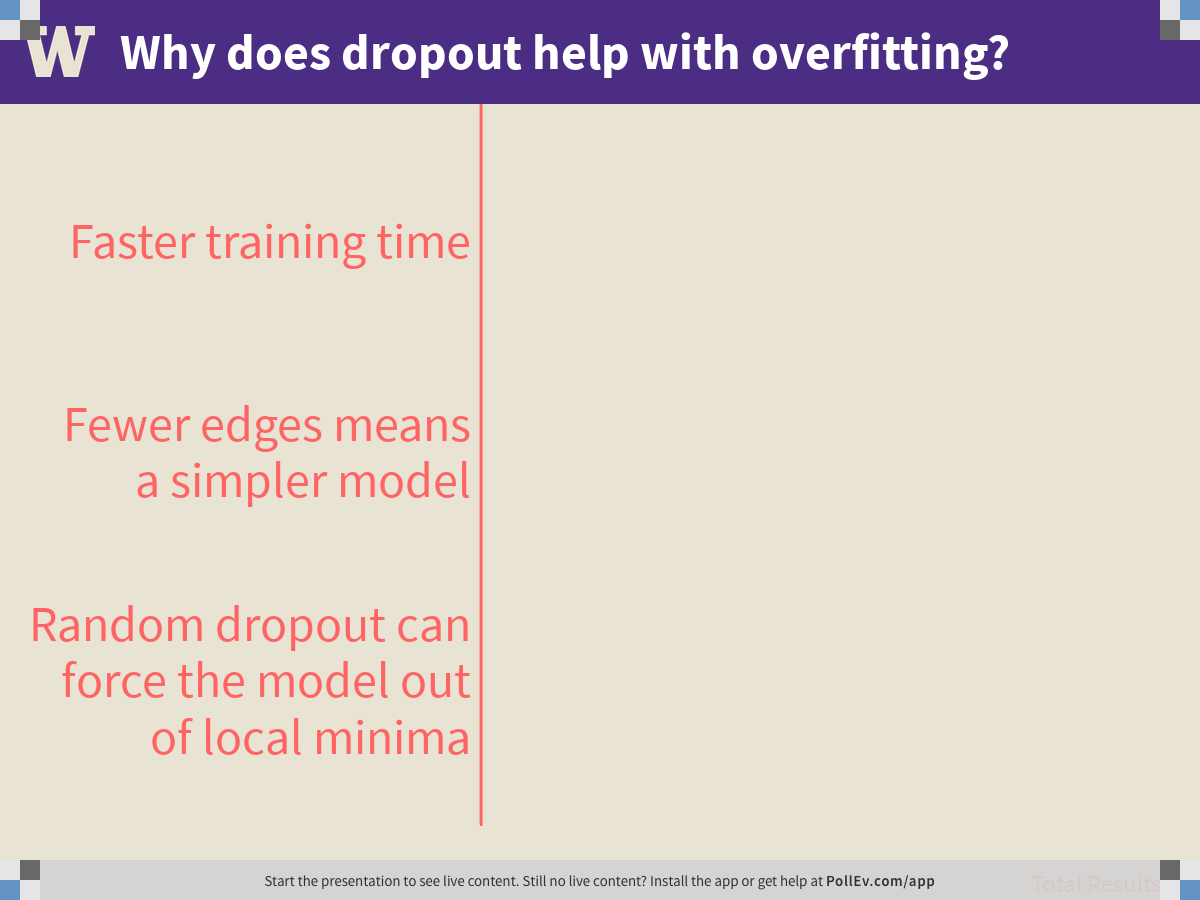 W Why does dropout help with overfitting?
Faster training time
Fewer edges means
a simpler model
Random dropout can
force the model out
of local minima
Start the presentation to see live content. Still no live content? Install the app or get help at PollEv.com/app
Total Results